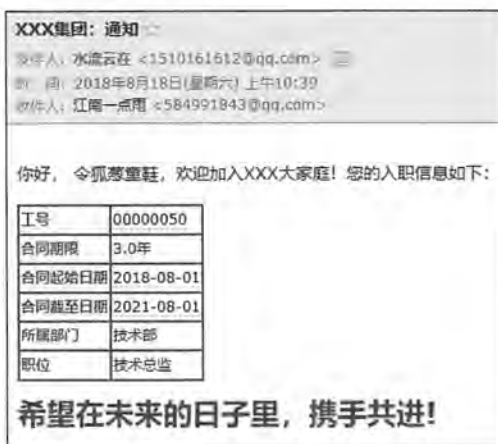 XXX集团：通知
发件人：水流云在 <1510161612@qq.com>
时 间：2018年8月18日(星期六) 上午10:39
收件人：江南一点雨 <584991843@qq.com>
你好， 令狐葱童鞋，欢迎加入XXX大家庭！您的入职信息如下：
工号 00000050
合同期限 3.0年
合同起始日期 2018-08-01
合同截至日期 2021-08-01
所属部门 技术部
职位 技术总监
希望在未来的日子里，携手共进!